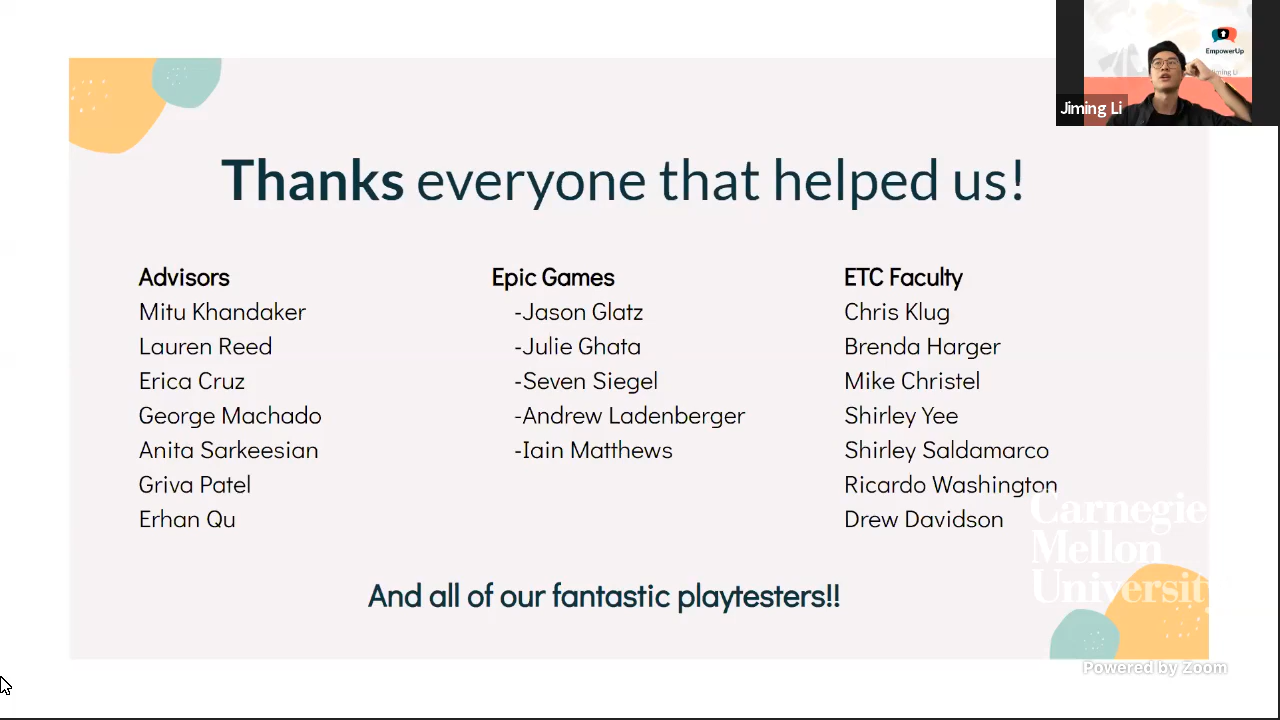 EmpowerUp
Jiming Li
Jiming Li
Thanks everyone that helped us!
Advisors
Mitu Khandaker
Lauren Reed
Erica Cruz
George Machado
Anita Sarkeesian
Griva Patel
Erhan Qu
Epic Games
-Jason Glatz
-Julie Ghata
-Seven Siegel
-Andrew Ladenberger
-Iain Matthews
ETC Faculty
Chris Klug
Brenda Harger
Mike Christel
Shirley Yee
Shirley Saldamarco
Ricardo Washington
Drew Davidson
And all of our fantastic playtesters!!
Carnegie
Mellon
University
Powered by Zoom